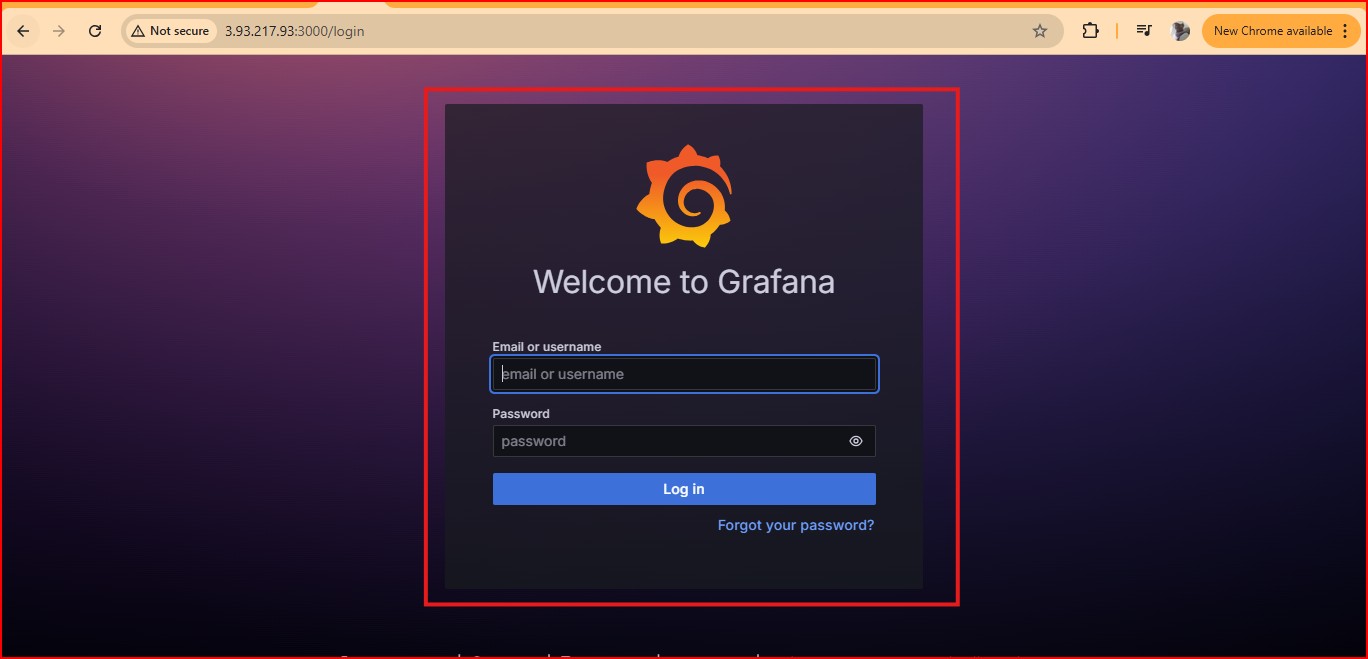 Not secure 3.93.217.93:3000/login New Chrome available
Welcome to Grafana
Email or username
email or username
Password
password
Log in
Forgot your password?